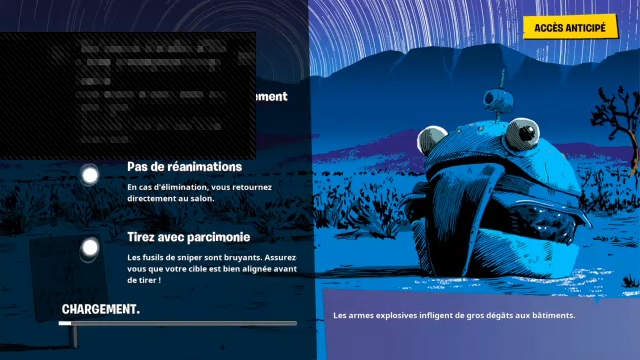 ACCÈS ANTICIPÉ
Pas de réanimations
En cas d'élimination, vous retournez
directement au salon.
Tirez avec parcimonie
Les fusils de sniper sont bruyants. Assurez-
vous que votre cible est bien alignée avant
de tirer !
CHARGEMENT.
Les armes explosives infligent de gros dégâts aux bâtiments.